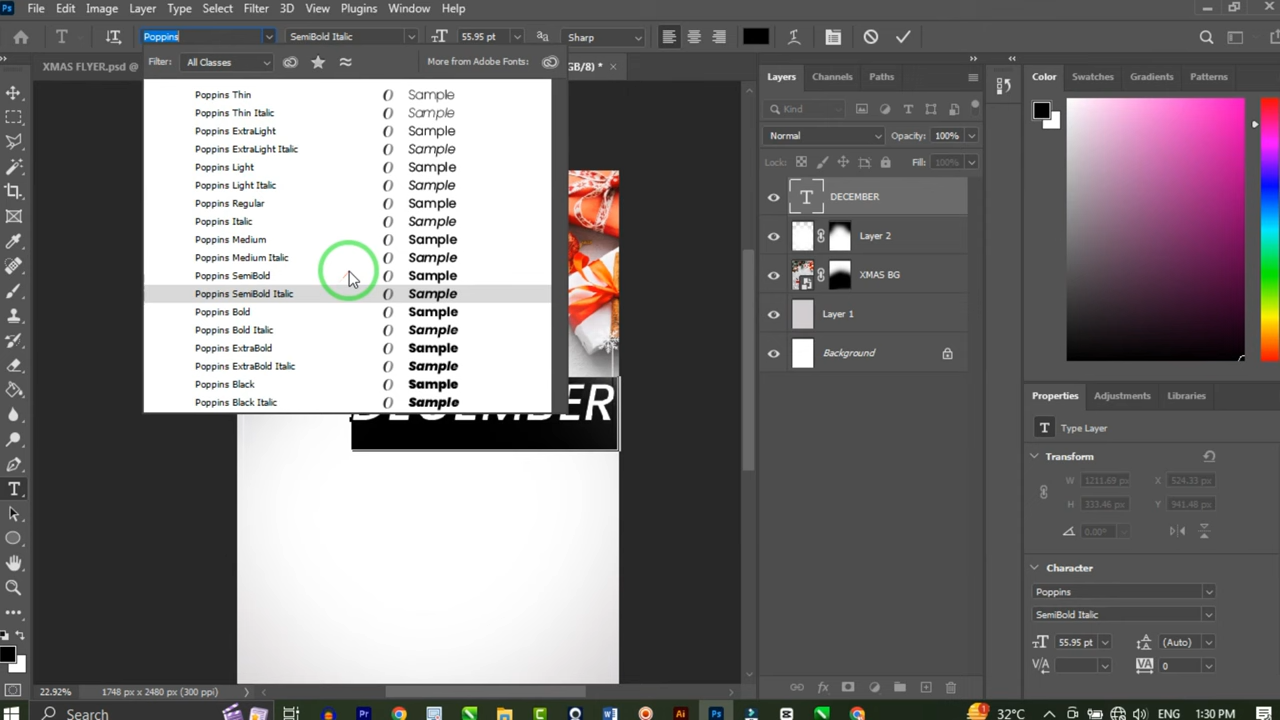 Ps File Edit Image Layer Type Select Filter 3D View Plugins Window Help
T Poppins SemiBold Italic 55.95 pt Sharp
XMAS FLYER.psd @ GB/8) *
Filter: All Classes More from Adobe Fonts:
Poppins Thin Sample
Poppins Thin Italic Sample
Poppins ExtraLight Sample
Poppins ExtraLight Italic Sample
Poppins Light Sample
Poppins Light Italic Sample
Poppins Regular Sample
Poppins Italic Sample
Poppins Medium Sample
Poppins Medium Italic Sample
Poppins SemiBold Sample
Poppins SemiBold Italic Sample
Poppins Bold Sample
Poppins Bold Italic Sample
Poppins ExtraBold Sample
Poppins ExtraBold Italic Sample
Poppins Black Sample
Poppins Black Italic Sample
DECEMBER
Layers Channels Paths
Kind
Normal Opacity: 100%
Lock: Fill: 100%
DECEMBER
Layer 2
XMAS BG
Layer 1
Background
Color Swatches Gradients Patterns
Properties Adjustments Libraries
T Type Layer
Transform
W 1211.69 px X 524.33 px
H 333.46 px Y 941.48 px
0.00°
Character
Poppins
SemiBold Italic
55.95 pt (Auto)
V/A VA 0
22.92% 1748 px x 2480 px (300 ppi)
Search Pr Ai Ps 1 32°C ENG 1:30 PM